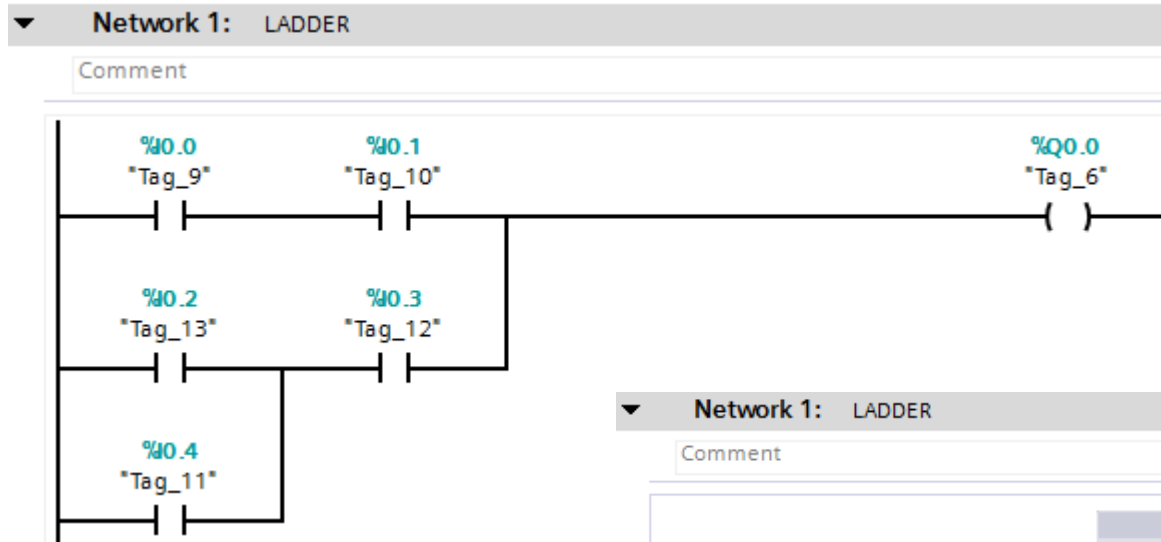 Network 1: LADDER
Comment
%I0.0 %I0.1 %Q0.0
"Tag_9" "Tag_10" "Tag_6"
%I0.2 %I0.3
"Tag_13" "Tag_12"
Network 1: LADDER
%I0.4 Comment
"Tag_11"